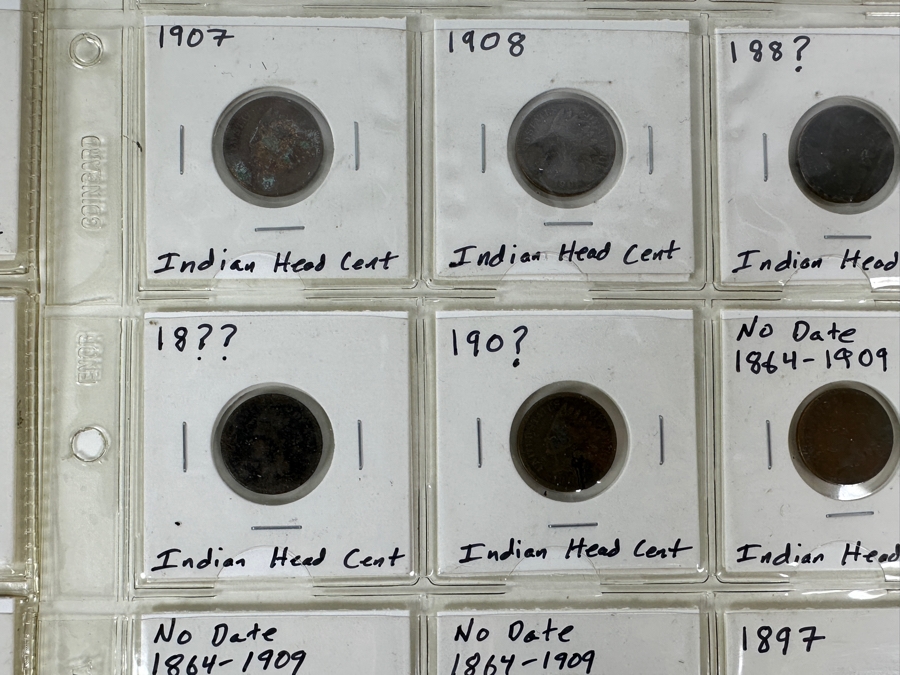 1907
1908
188?
Indian Head Cent
Indian Head Cent
Indian Head
18??
190?
No Date
1864-1909
Indian Head Cent
Indian Head Cent
Indian Head
No Date
1864-1909
No Date
1864-1909
1897